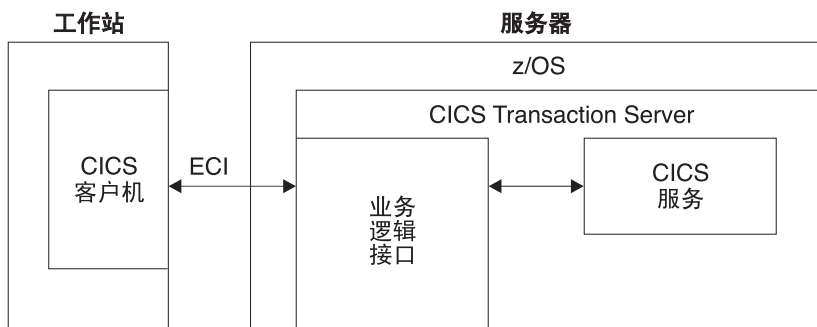 工作站
服务器
z/OS
CICS Transaction Server
CICS
客户机
ECI
业务
逻辑
接口
CICS
服务